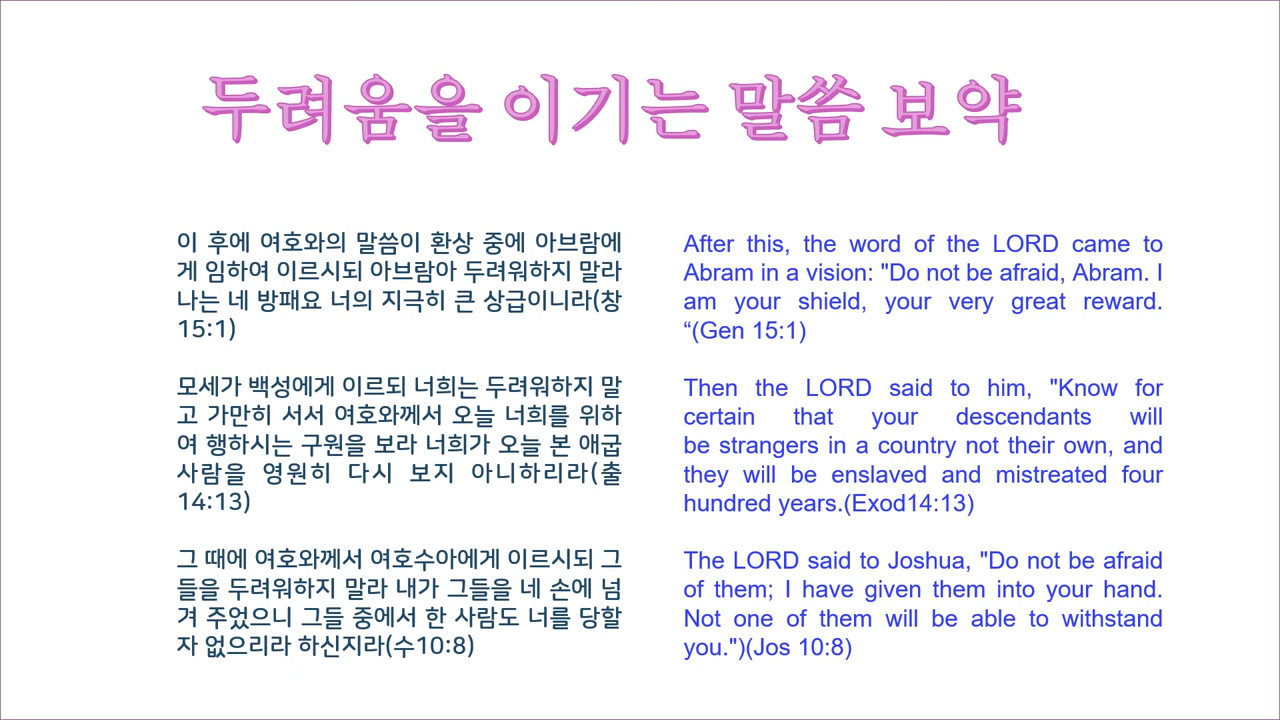 두려움을 이기는 말씀 보약
이 후에 여호와의 말씀이 환상 중에 아브람에
게 임하여 이르시되 아브람아 두려워하지 말라
나는 네 방패요 너의 지극히 큰 상급이니라(창
15:1)
모세가 백성에게 이르되 너희는 두려워하지 말
고 가만히 서서 여호와께서 오늘 너희를 위하
여 행하시는 구원을 보라 너희가 오늘 본 애굽
사람을 영원히 다시 보지 아니하리라(출
14:13)
그 때에 여호와께서 여호수아에게 이르시되 그
들을 두려워하지 말라 내가 그들을 네 손에 넘
겨 주었으니 그들 중에서 한 사람도 너를 당할
자 없으리라 하신지라(수10:8)
After this, the word of the LORD came to
Abram in a vision: "Do not be afraid, Abram. I
am your shield, your very great reward.
“(Gen 15:1)
Then the LORD said to him, "Know for
certain that your descendants will
be strangers in a country not their own, and
they will be enslaved and mistreated four
hundred years.(Exod14:13)
The LORD said to Joshua, "Do not be afraid
of them; I have given them into your hand.
Not one of them will be able to withstand
you.")(Jos 10:8)